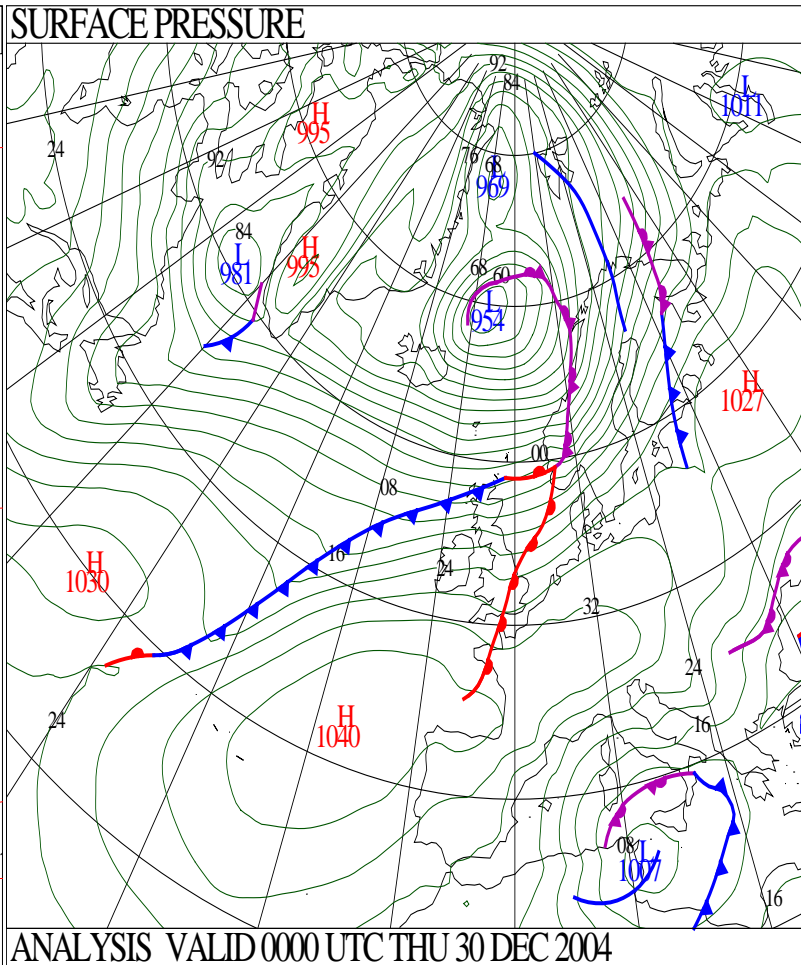 SURFACE PRESSURE
92
84
L
1011
H
995
24
92
76
68
L
969
84
L
981
H
995
68
60
L
954
H
1027
00
08
16
24
H
1030
32
24
24
16
H
1040
08
L
1007
16
ANALYSIS VALID 0000 UTC THU 30 DEC 2004